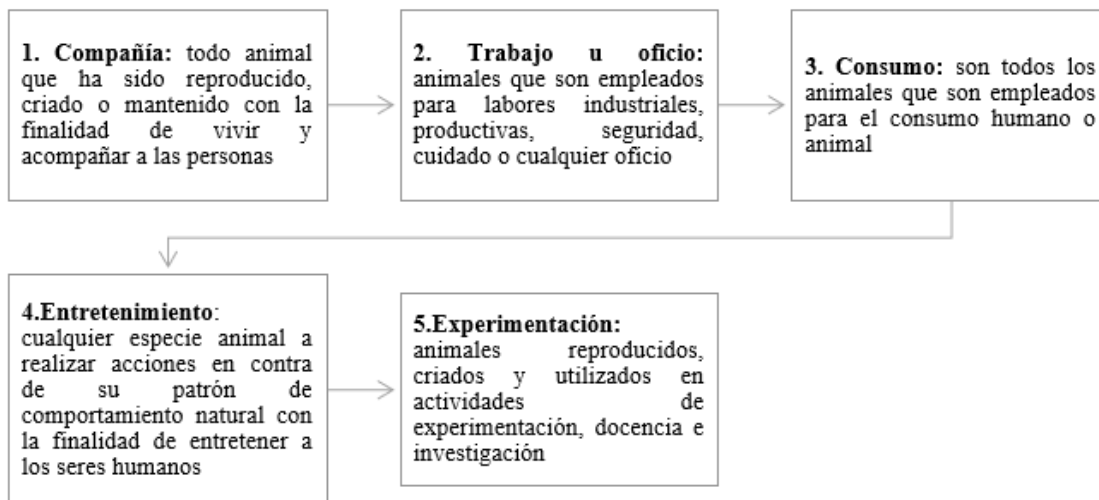 1. Compañía: todo animal
que ha sido reproducido,
criado o mantenido con la
finalidad de vivir y
acompañar a las personas
2. Trabajo u oficio:
animales que son empleados
para labores industriales,
productivas, seguridad,
cuidado o cualquier oficio
3. Consumo: son todos los
animales que son empleados
para el consumo humano o
animal
4.Entretenimiento:
cualquier especie animal a
realizar acciones en contra
de su patrón de
comportamiento natural con
la finalidad de entretener a
los seres humanos
5.Experimentación:
animales reproducidos,
criados y utilizados en
actividades de
experimentación, docencia e
investigación